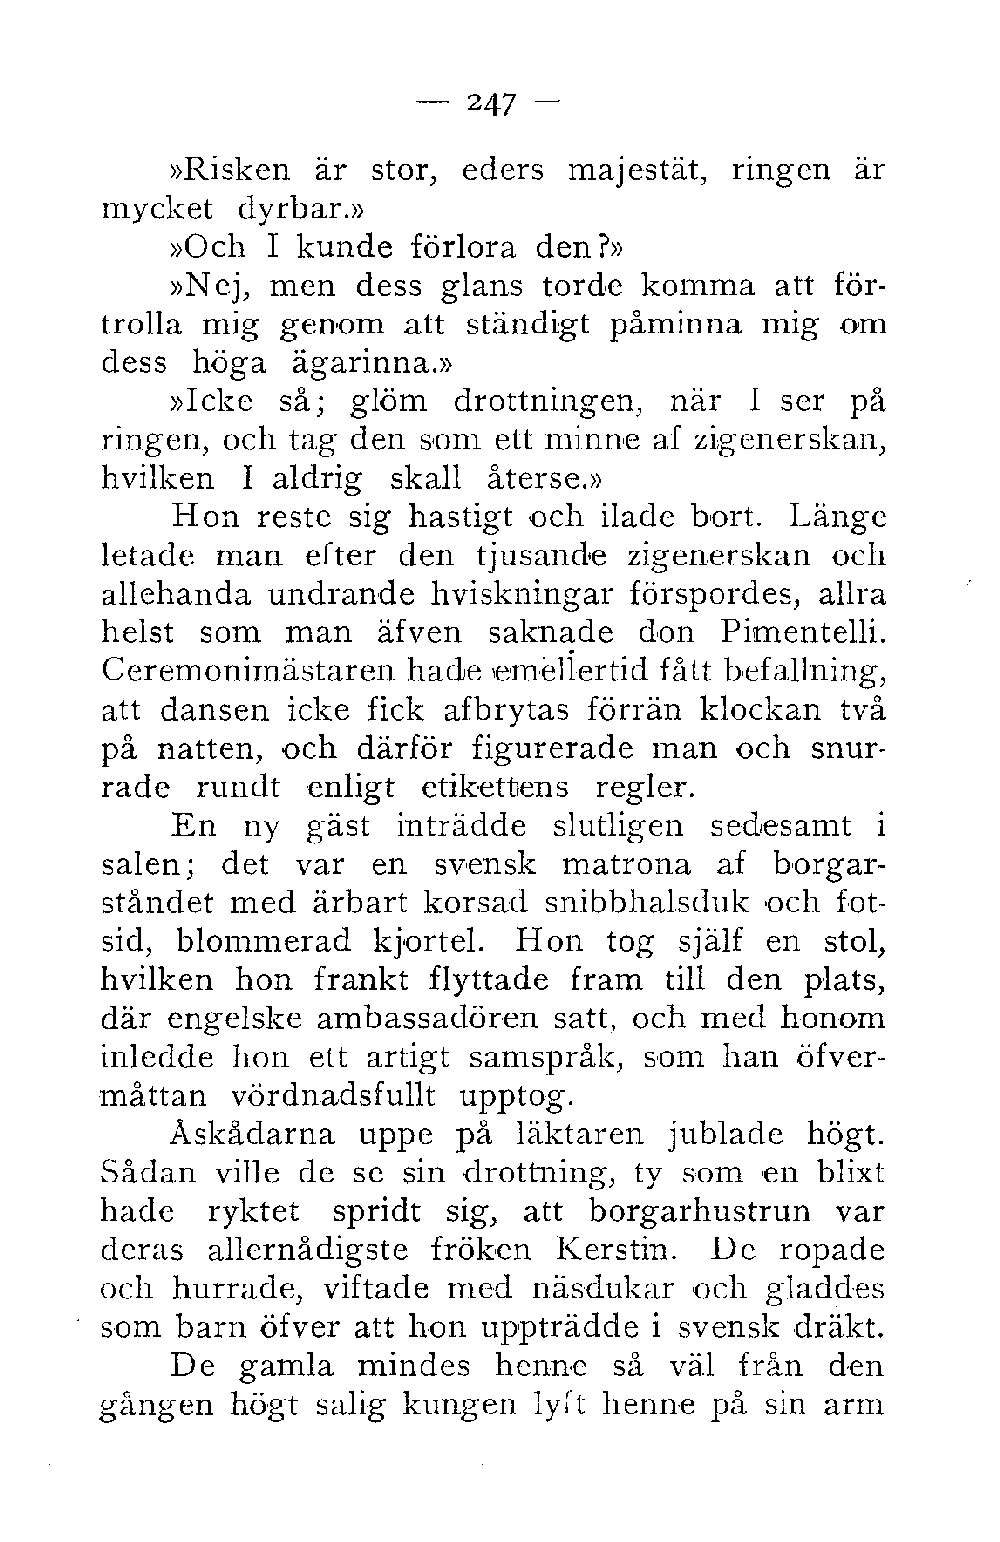 — 247 —
»Risken är stor, eders majestät, ringen är
mycket dyrbar.»
»Och I kunde förlora den?»
»Nej, men dess glans torde komma att för-
trolla mig genom att ständigt påminna mig om
dess höga ägarinna.»
»Icke så; glöm drottningen, när I ser på
ringen, och tag den som ett minne af zigenerskan,
hvilken I aldrig skall återse.»
Hon reste sig hastigt och ilade bort. Länge
letade man efter den tjusande zigenerskan och
allehanda undrande hviskningar förspordes, allra
helst som man äfven saknade don Pimentelli.
Ceremonimästaren hade emellertid fått befallning,
att dansen icke fick afbrytas förrän klockan två
på natten, och därför figurerade man och snur-
rade rundt enligt etikettens regler.
En ny gäst inträdde slutligen sedesamt i
salen; det var en svensk matrona af borgar-
ståndet med ärbart korsad snibbhalsduk och fot-
sid, blommerad kjortel. Hon tog själf en stol,
hvilken hon frankt flyttade fram till den plats,
där engelske ambassadören satt, och med honom
inledde hon ett artigt samspråk, som han öfver-
måttan vördnadsfullt upptog.
Åskådarna uppe på läktaren jublade högt.
Sådan ville de se sin drottning, ty som en blixt
hade ryktet spridt sig, att borgarhustrun var
deras allernådigste fröken Kerstin. De ropade
och hurrade, viftade med näsdukar och gladdes
som barn öfver att hon uppträdde i svensk dräkt.
De gamla mindes henne så väl från den
gången högt salig kungen lyft henne på sin arm